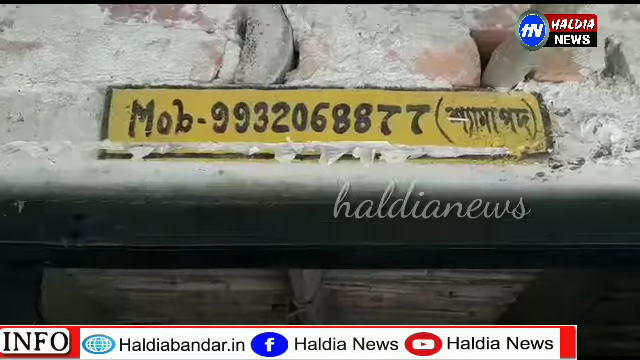 HN HALDIA
NEWS
Mob-9932068877 (শ্যামাপদ)
haldianews
INFO Haldiabandar.in Haldia News Haldia News